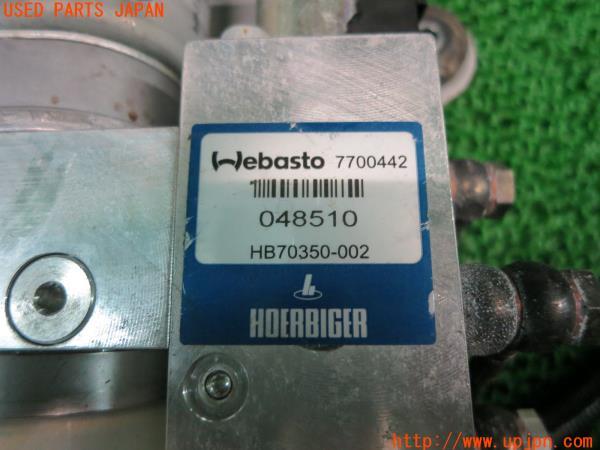 USED PARTS JAPAN
Webasto 7700442
048510
HB70350-002
HOERBIGER
http://www.upjpn.com